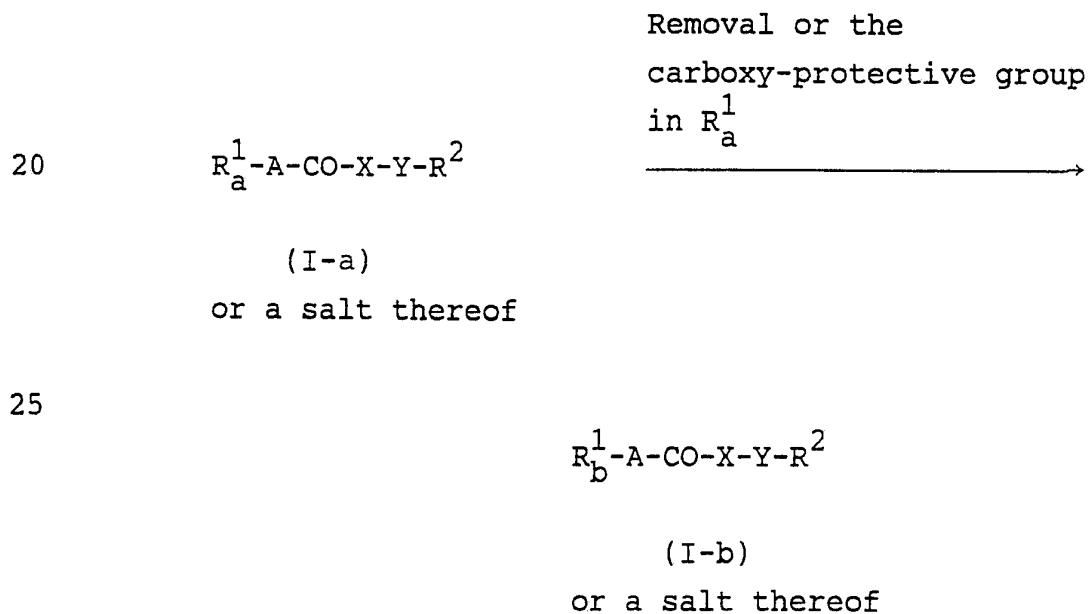 Removal or the
carboxy-protective group
in R¹ₐ
20 R¹ₐ-A-CO-X-Y-R²
(I-a)
or a salt thereof
25
R¹_b-A-CO-X-Y-R²
(I-b)
or a salt thereof